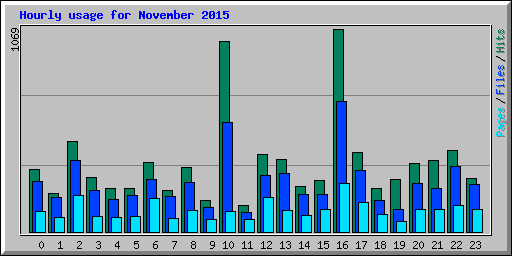 Hourly usage for November 2015
1069
Pages/Files/Hits
0 1 2 3 4 5 6 7 8 9 10 11 12 13 14 15 16 17 18 19 20 21 22 23